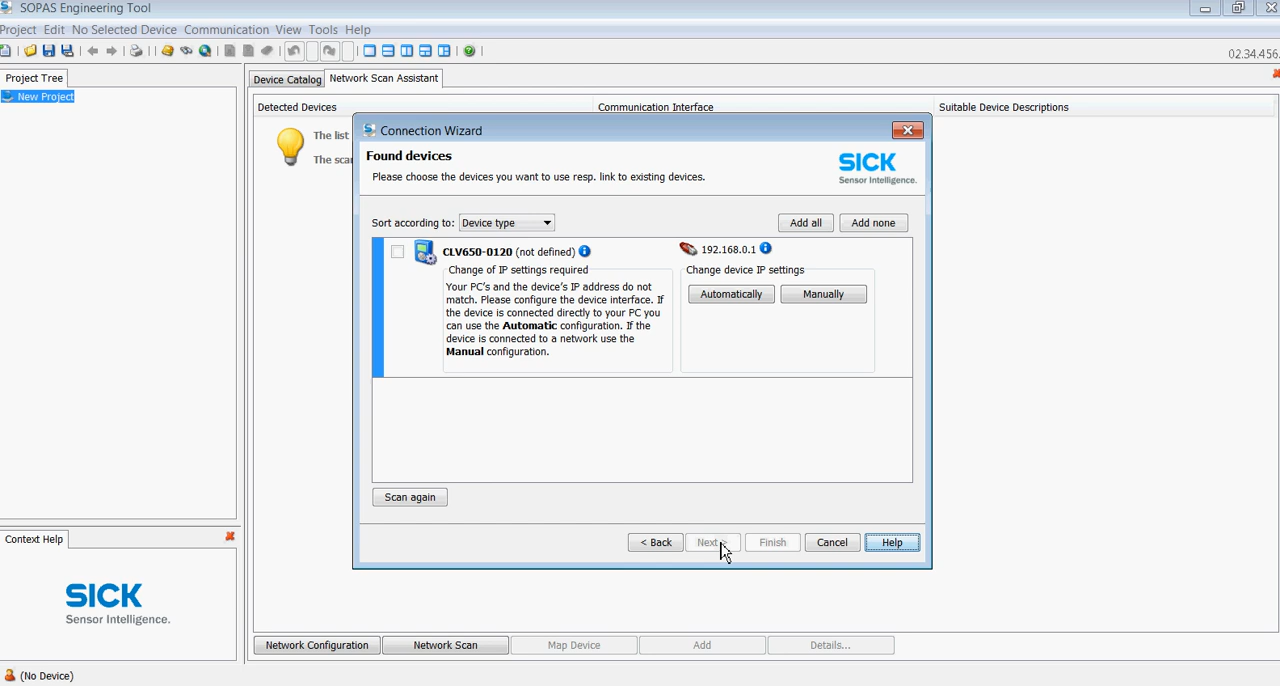 SOPAS Engineering Tool
Project Edit No Selected Device Communication View Tools Help
02.34.456.
Project Tree
New Project
Device Catalog Network Scan Assistant
Detected Devices Communication Interface Suitable Device Descriptions
The list
The scan
Connection Wizard
Found devices
Please choose the devices you want to use resp. link to existing devices.
SICK
Sensor Intelligence.
Sort according to: Device type Add all Add none
CLV650-0120 (not defined) 192.168.0.1
Change of IP settings required Change device IP settings
Your PC's and the device's IP address do not
match. Please configure the device interface. If
the device is connected directly to your PC you
can use the Automatic configuration. If the
device is connected to a network use the
Manual configuration.
Automatically Manually
Scan again
< Back Next > Finish Cancel Help
Context Help
SICK
Sensor Intelligence.
Network Configuration Network Scan Map Device Add Details...
(No Device)